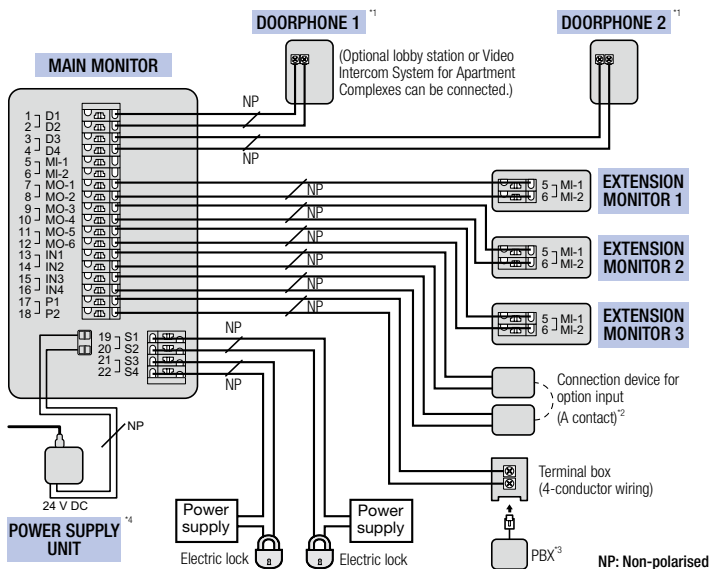 DOORPHONE 1 *1
DOORPHONE 2 *1
MAIN MONITOR
(Optional lobby station or Video
Intercom System for Apartment
Complexes can be connected.)
NP
NP
1 D1
2 D2
3 D3
4 D4
5 MI-1
6 MI-2
7 MO-1
8 MO-2
9 MO-3
10 MO-4
11 MO-5
12 MO-6
13 IN1
14 IN2
15 IN3
16 IN4
17 P1
18 P2
19 S1
20 S2
21 S3
22 S4
NP
NP
NP
NP
NP
5 MI-1
6 MI-2
EXTENSION
MONITOR 1
5 MI-1
6 MI-2
EXTENSION
MONITOR 2
5 MI-1
6 MI-2
EXTENSION
MONITOR 3
NP
NP
NP
Connection device for
option input
(A contact)*2
Terminal box
(4-conductor wiring)
PBX*3
24 V DC
POWER SUPPLY
UNIT *4
Power
supply
Electric lock
Power
supply
Electric lock
NP: Non-polarised